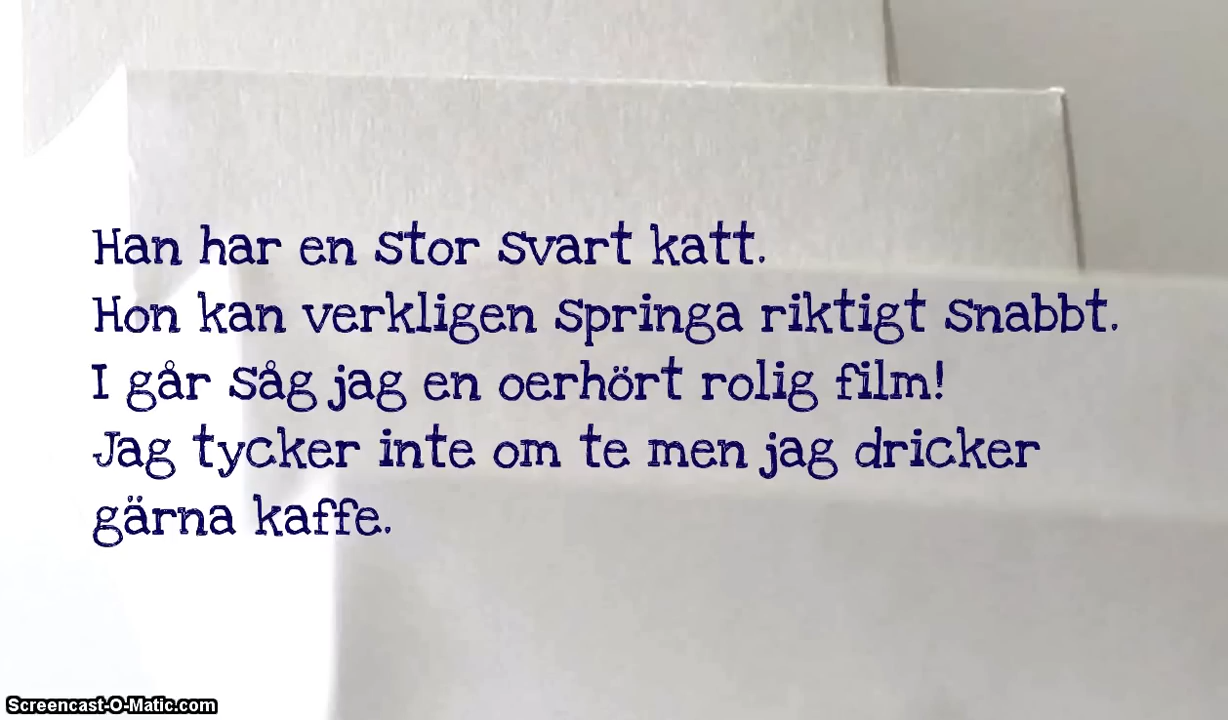 Han har en stor svart katt.
Hon kan verkligen springa riktigt snabbt.
I går såg jag en oerhört rolig film!
Jag tycker inte om te men jag dricker
gärna kaffe.
Screencast-O-Matic.com